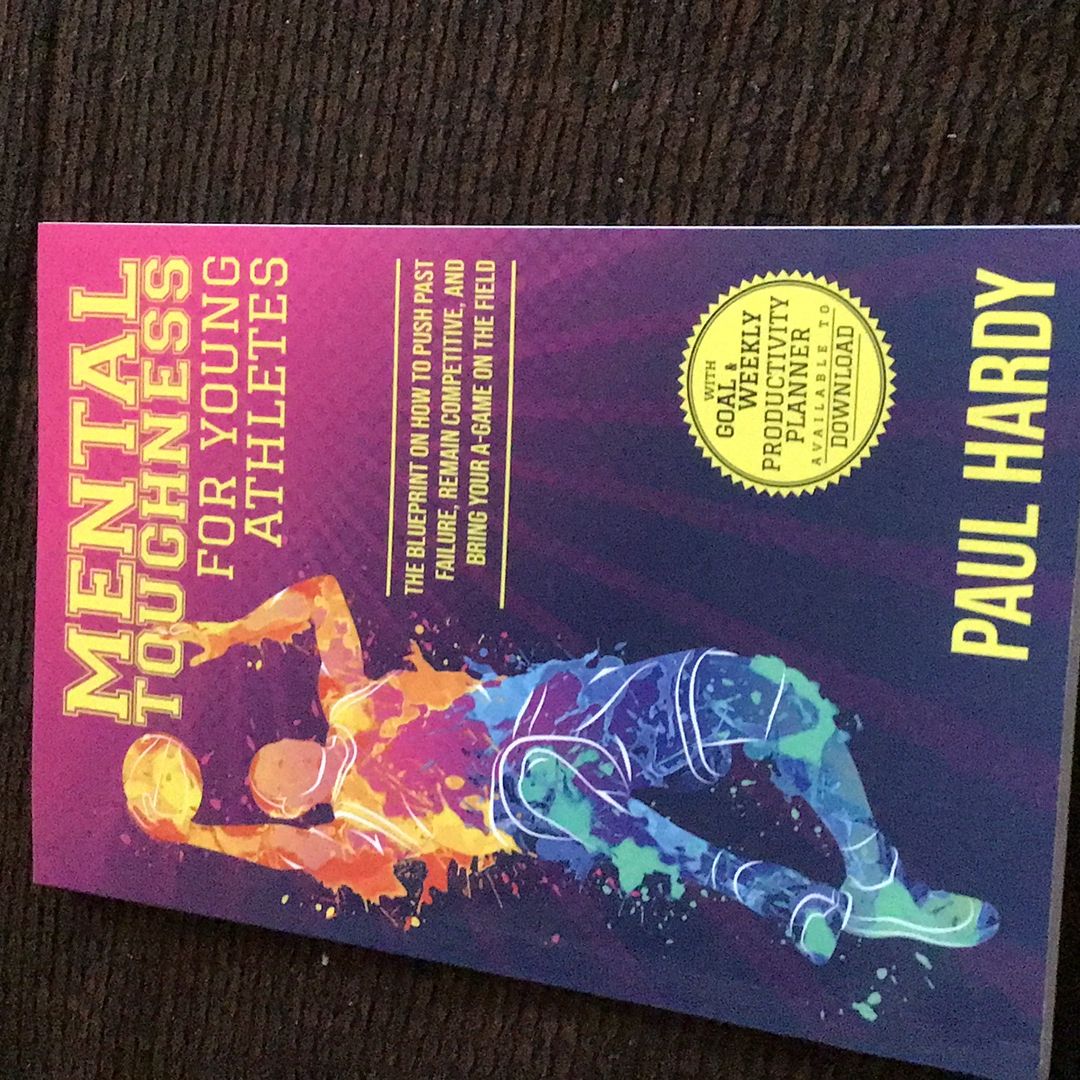 MENTAL
TOUGHNESS
FOR YOUNG
ATHLETES
THE BLUEPRINT ON HOW TO PUSH PAST
FAILURE, REMAIN COMPETITIVE, AND
BRING YOUR A-GAME ON THE FIELD
WITH
GOAL &
WEEKLY
PRODUCTIVITY
PLANNER
AVAILABLE TO
DOWNLOAD
PAUL HARDY